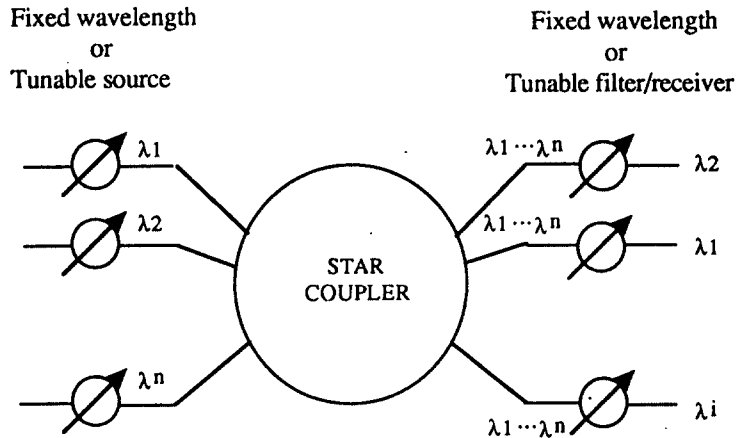 Fixed wavelength
or
Tunable source
Fixed wavelength
or
Tunable filter/receiver
λ1
λ1···λn
λ2
λ2
λ1···λn
λ1
STAR
COUPLER
λn
λ1···λn
λi